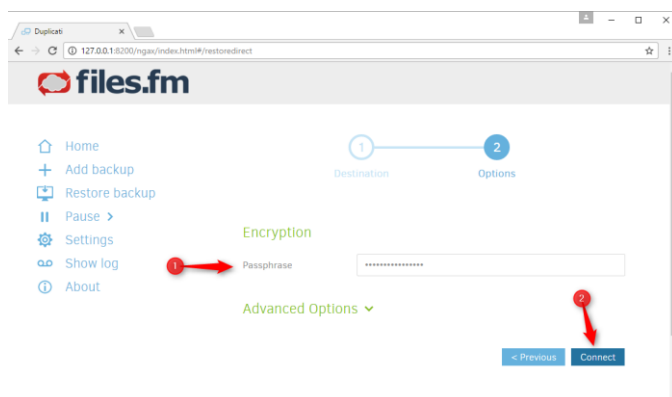 Duplicati
127.0.0.1:8200/ngax/index.html#/restoredirect
files.fm
Home
Add backup
Restore backup
Pause >
Settings
Show log
About
1
2
Destination
Options
Encryption
1
Passphrase
••••••••••••••••
Advanced Options
2
< Previous
Connect